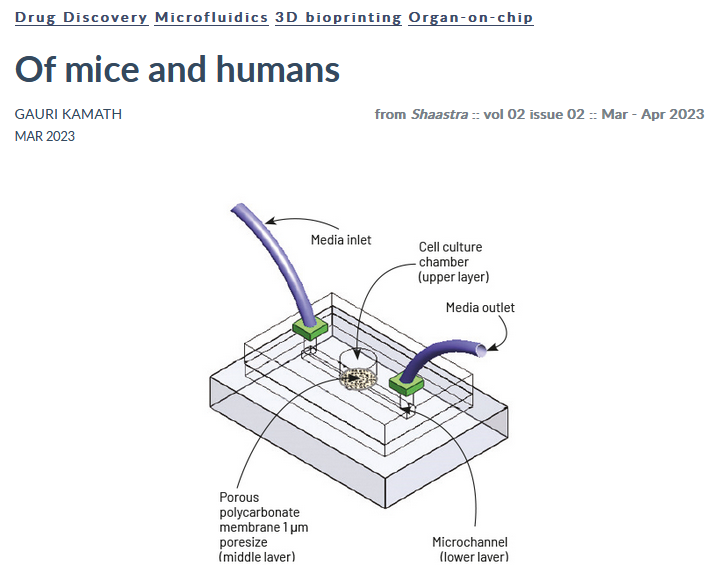 Drug Discovery Microfluidics 3D bioprinting Organ-on-chip
Of mice and humans
GAURI KAMATH
from Shaastra :: vol 02 issue 02 :: Mar - Apr 2023
MAR 2023
Media inlet
Cell culture
chamber
(upper layer)
Media outlet
Porous
polycarbonate
membrane 1 µm
poresize
(middle layer)
Microchannel
(lower layer)